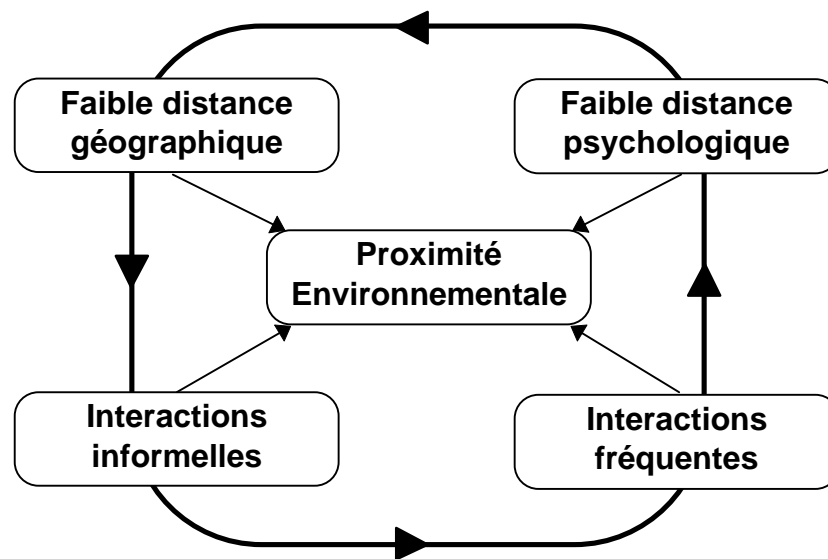 Faible distance
géographique
Faible distance
psychologique
Proximité
Environnementale
Interactions
informelles
Interactions
fréquentes